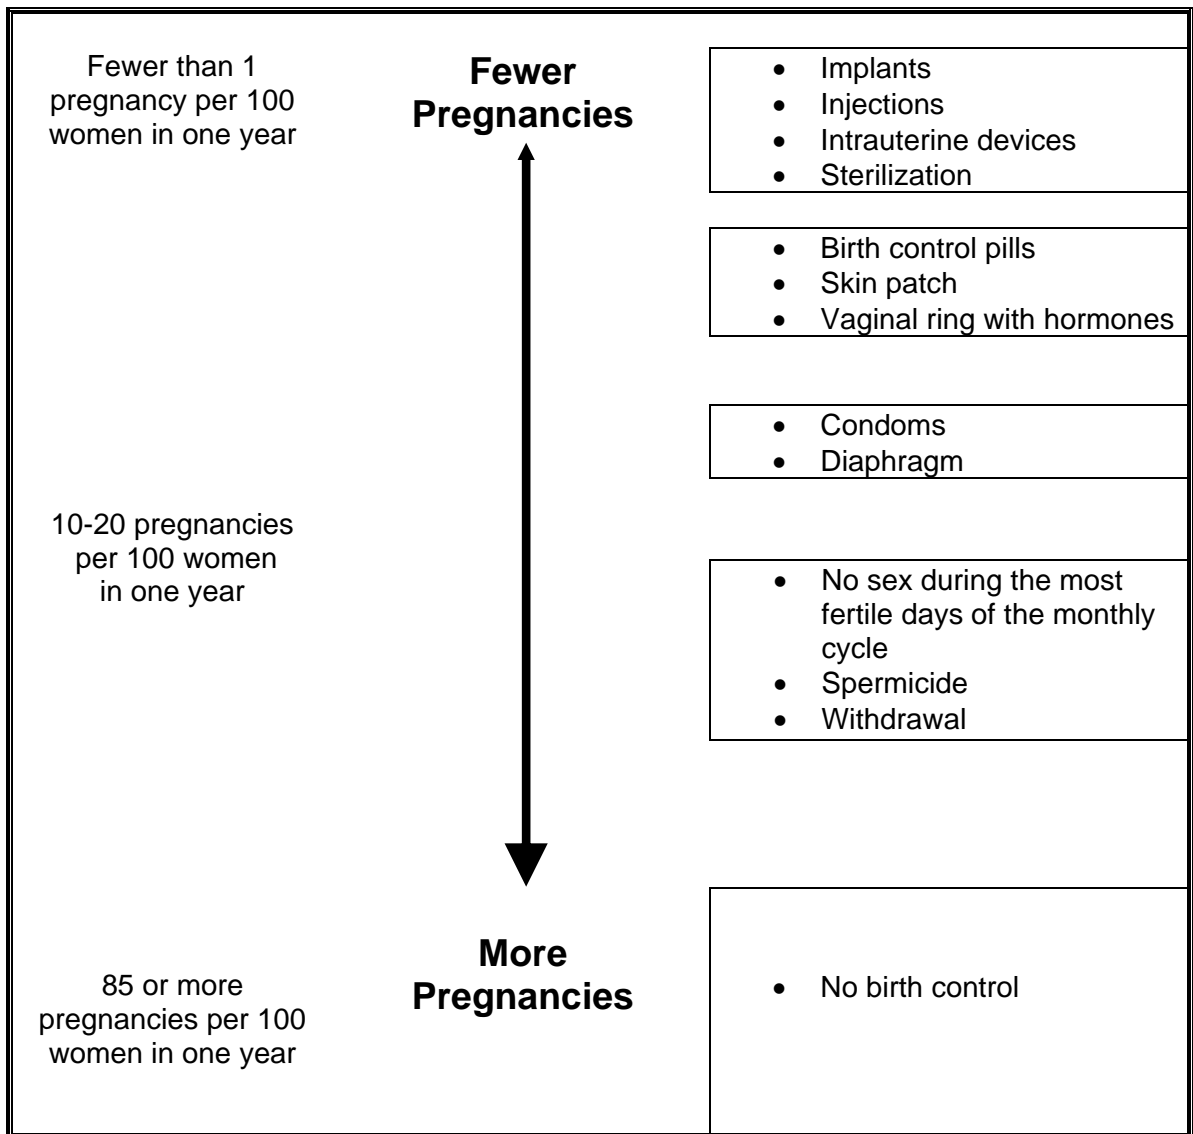 Fewer than 1
pregnancy per 100
women in one year
Fewer
Pregnancies
• Implants
• Injections
• Intrauterine devices
• Sterilization
• Birth control pills
• Skin patch
• Vaginal ring with hormones
• Condoms
• Diaphragm
10-20 pregnancies
per 100 women
in one year
• No sex during the most
fertile days of the monthly
cycle
• Spermicide
• Withdrawal
More
Pregnancies
85 or more
pregnancies per 100
women in one year
• No birth control